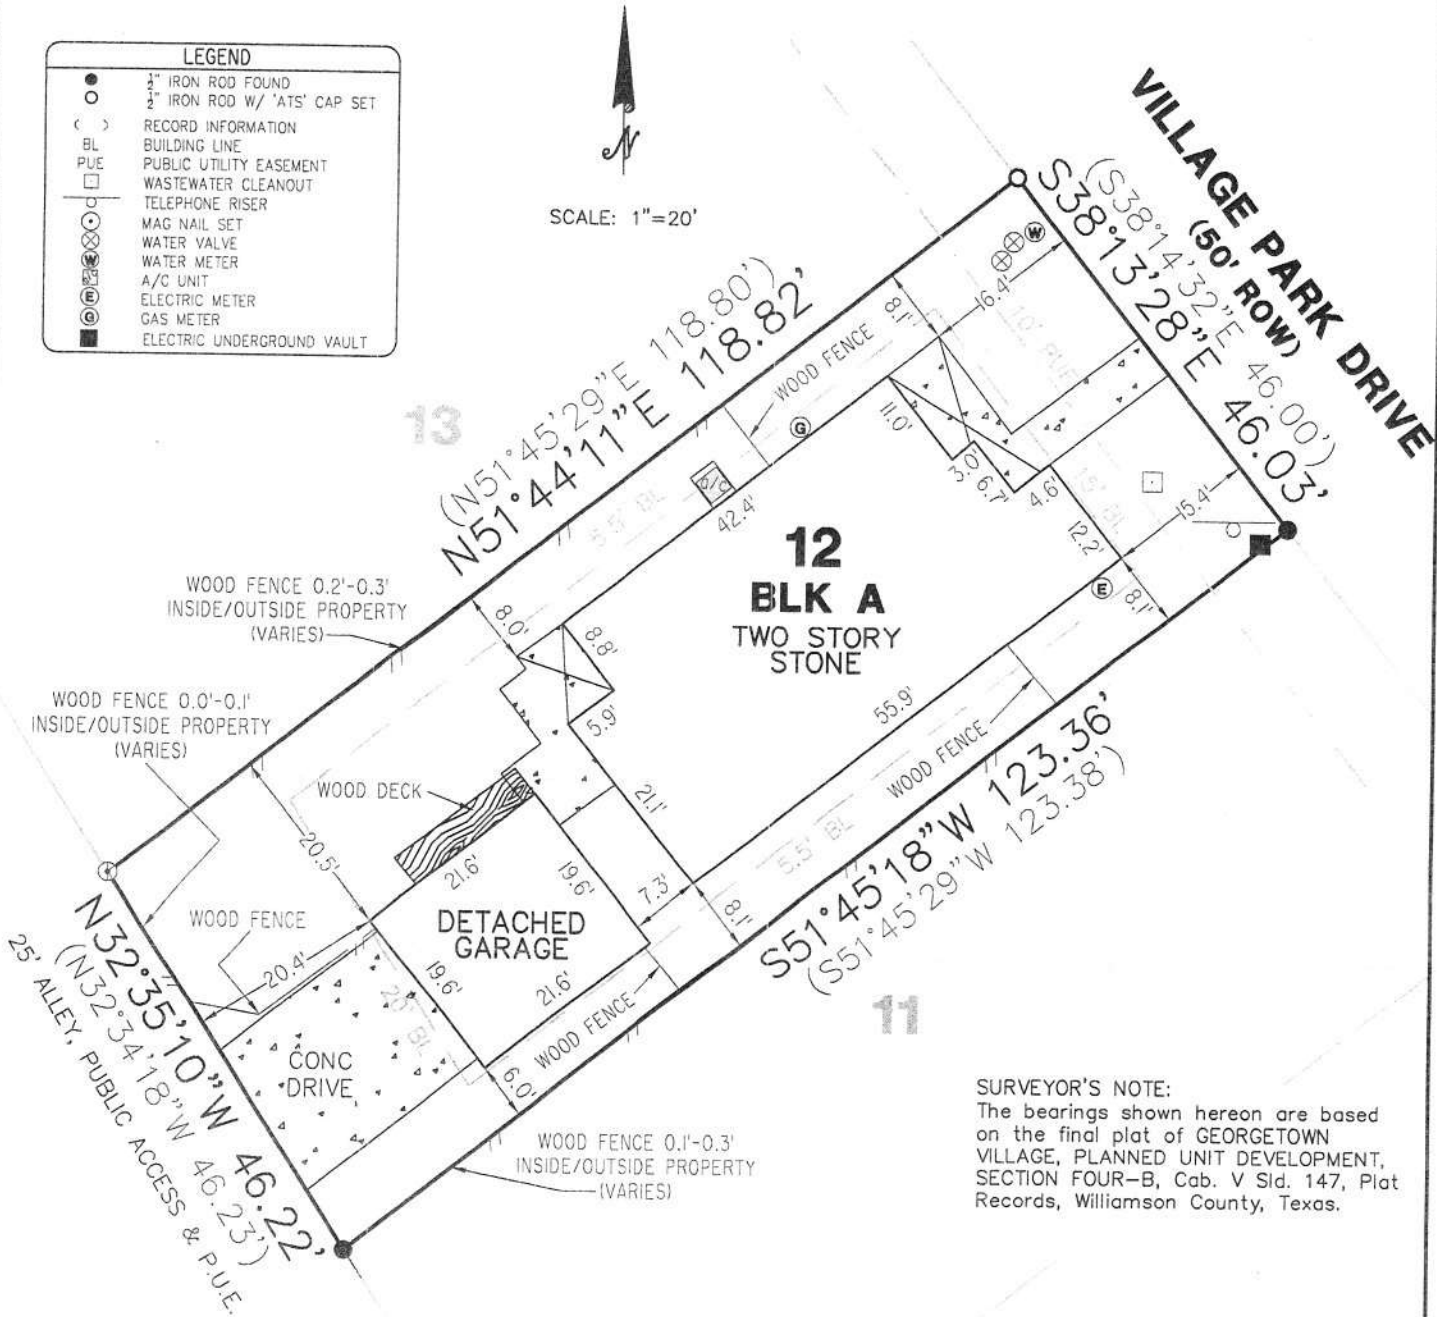 LEGEND
½" IRON ROD FOUND
½" IRON ROD W/ 'ATS' CAP SET
( ) RECORD INFORMATION
BL BUILDING LINE
PUE PUBLIC UTILITY EASEMENT
WASTEWATER CLEANOUT
TELEPHONE RISER
MAG NAIL SET
WATER VALVE
W WATER METER
A/C UNIT
E ELECTRIC METER
G GAS METER
ELECTRIC UNDERGROUND VAULT
N
SCALE: 1"=20'
VILLAGE PARK DRIVE
(50' ROW)
(S38°14'32"E 46.00')
S38°13'28"E 46.03'
W
16.4'
8.1'
10' PUE
(N51°45'29"E 118.80')
N51°44'11"E 118.82'
WOOD FENCE
13
G
11.0'
3.0'
6.7'
4.6'
15' BL
15.4'
12.2'
a/c
5.5' BL
42.4'
12
BLK A
TWO STORY
STONE
E
8.1'
WOOD FENCE 0.2'-0.3'
INSIDE/OUTSIDE PROPERTY
(VARIES)
8.0'
8.8'
5.9'
55.9'
WOOD FENCE
WOOD FENCE 0.0'-0.1'
INSIDE/OUTSIDE PROPERTY
(VARIES)
WOOD DECK
20.5'
21.1'
5.5' BL
S51°45'18"W 123.36'
(S51°45'29"W 123.38')
21.6'
19.6'
7.3'
8.1'
DETACHED
GARAGE
WOOD FENCE
20.4'
19.6'
21.6'
20' BL
WOOD FENCE
11
N32°35'10"W 46.22'
(N32°34'18"W 46.23')
25' ALLEY, PUBLIC ACCESS & P.U.E.
CONC
DRIVE
6.0'
WOOD FENCE 0.1'-0.3'
INSIDE/OUTSIDE PROPERTY
(VARIES)
SURVEYOR'S NOTE:
The bearings shown hereon are based
on the final plat of GEORGETOWN
VILLAGE, PLANNED UNIT DEVELOPMENT,
SECTION FOUR-B, Cab. V Sld. 147, Plat
Records, Williamson County, Texas.